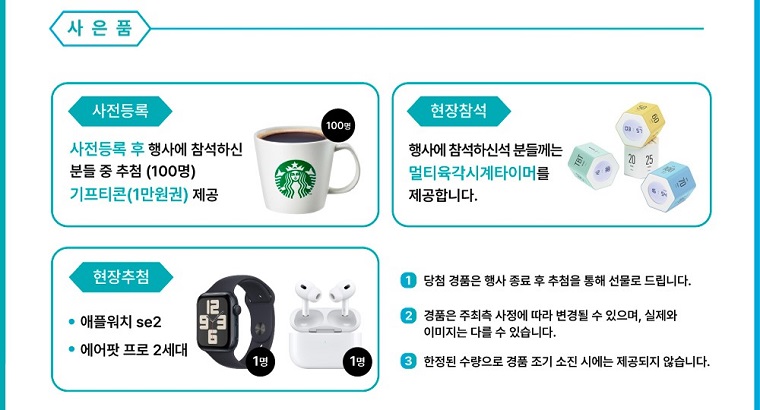 사은품
사전등록
사전등록 후 행사에 참석하신
분들 중 추첨 (100명)
기프티콘(1만원권) 제공
100명
현장참석
행사에 참석하신석 분들께는
멀티육각시계타이머를
제공합니다.
50
60
20
25
현장추첨
• 애플워치 se2
• 에어팟 프로 2세대
1명
1명
1 당첨 경품은 행사 종료 후 추첨을 통해 선물로 드립니다.
2 경품은 주최측 사정에 따라 변경될 수 있으며, 실제와
이미지는 다를 수 있습니다.
3 한정된 수량으로 경품 조기 소진 시에는 제공되지 않습니다.